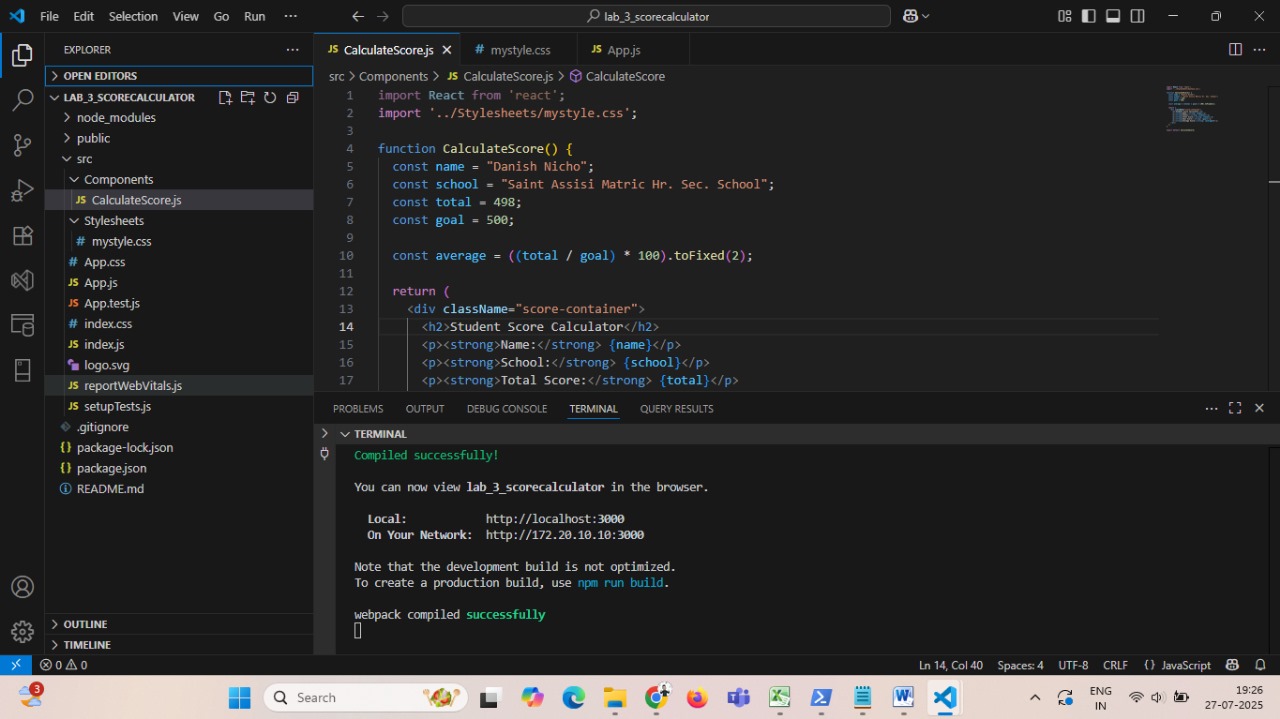 File Edit Selection View Go Run ··· lab_3_scorecalculator
EXPLORER ···
OPEN EDITORS
LAB_3_SCORECALCULATOR
node_modules
public
src
Components
JS CalculateScore.js
Stylesheets
# mystyle.css
# App.css
JS App.js
JS App.test.js
# index.css
JS index.js
logo.svg
JS reportWebVitals.js
JS setupTests.js
.gitignore
{} package-lock.json
{} package.json
README.md
OUTLINE
TIMELINE
JS CalculateScore.js # mystyle.css JS App.js
src > Components > JS CalculateScore.js > CalculateScore
1 import React from 'react';
2 import '../Stylesheets/mystyle.css';
3
4 function CalculateScore() {
5 const name = "Danish Nicho";
6 const school = "Saint Assisi Matric Hr. Sec. School";
7 const total = 498;
8 const goal = 500;
9
10 const average = ((total / goal) * 100).toFixed(2);
11
12 return (
13 <div className="score-container">
14 <h2>Student Score Calculator</h2>
15 <p><strong>Name:</strong> {name}</p>
16 <p><strong>School:</strong> {school}</p>
17 <p><strong>Total Score:</strong> {total}</p>
PROBLEMS OUTPUT DEBUG CONSOLE TERMINAL QUERY RESULTS
TERMINAL
Compiled successfully!
You can now view lab_3_scorecalculator in the browser.
Local: http://localhost:3000
On Your Network: http://172.20.10.10:3000
Note that the development build is not optimized.
To create a production build, use npm run build.
webpack compiled successfully
0 0 Ln 14, Col 40 Spaces: 4 UTF-8 CRLF {} JavaScript
3 Search ENG 19:26
IN 27-07-2025